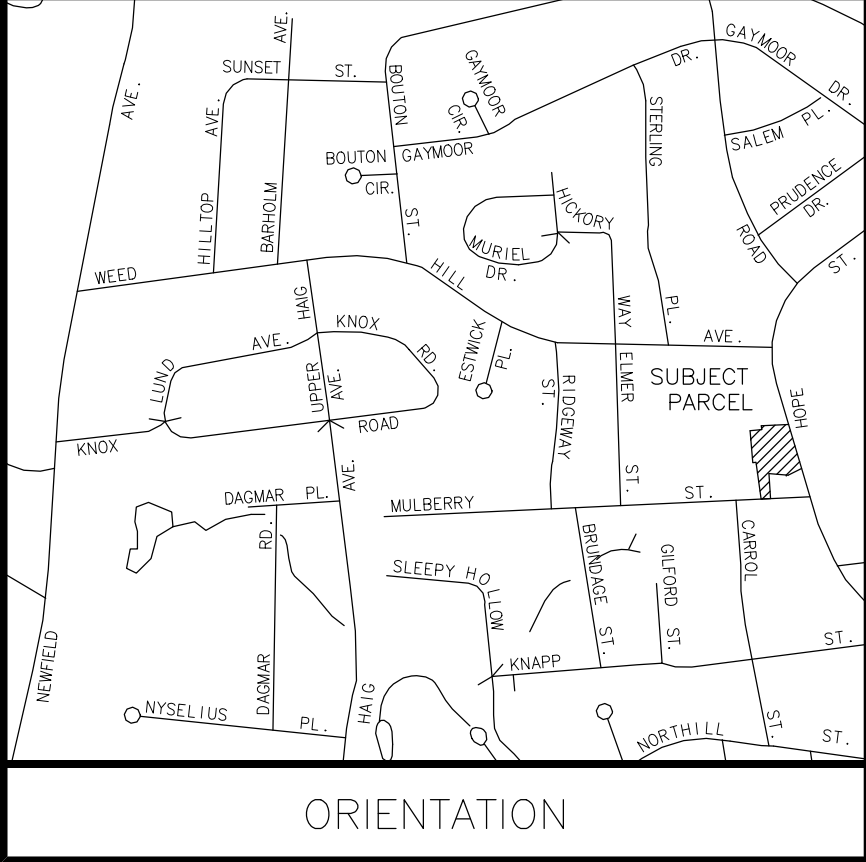 AVE.
AVE.
SUNSET ST.
HILLTOP AVE.
BARHOLM
BOUTON ST.
GAYMOOR CIR.
GAYMOOR DR.
GAYMOOR DR.
BOUTON CIR.
STERLING PL.
SALEM PL.
PRUDENCE DR.
ROAD
ST.
HICKORY WAY
MURIEL DR.
WEED HILL AVE.
HAIG
KNOX RD.
AVE.
LUND
UPPER AVE.
ROAD
KNOX
ESTWICK PL.
RIDGEWAY ST.
ELMER ST.
SUBJECT
PARCEL
HOPE
AVE.
DAGMAR PL.
RD.
MULBERRY ST.
SLEEPY HOLLOW
BRUNDAGE ST.
GILFORD ST.
CARROL ST.
KNAPP ST.
NEWFIELD
DAGMAR
HAIG
NYSELIUS PL.
NORTHILL ST.
ORIENTATION